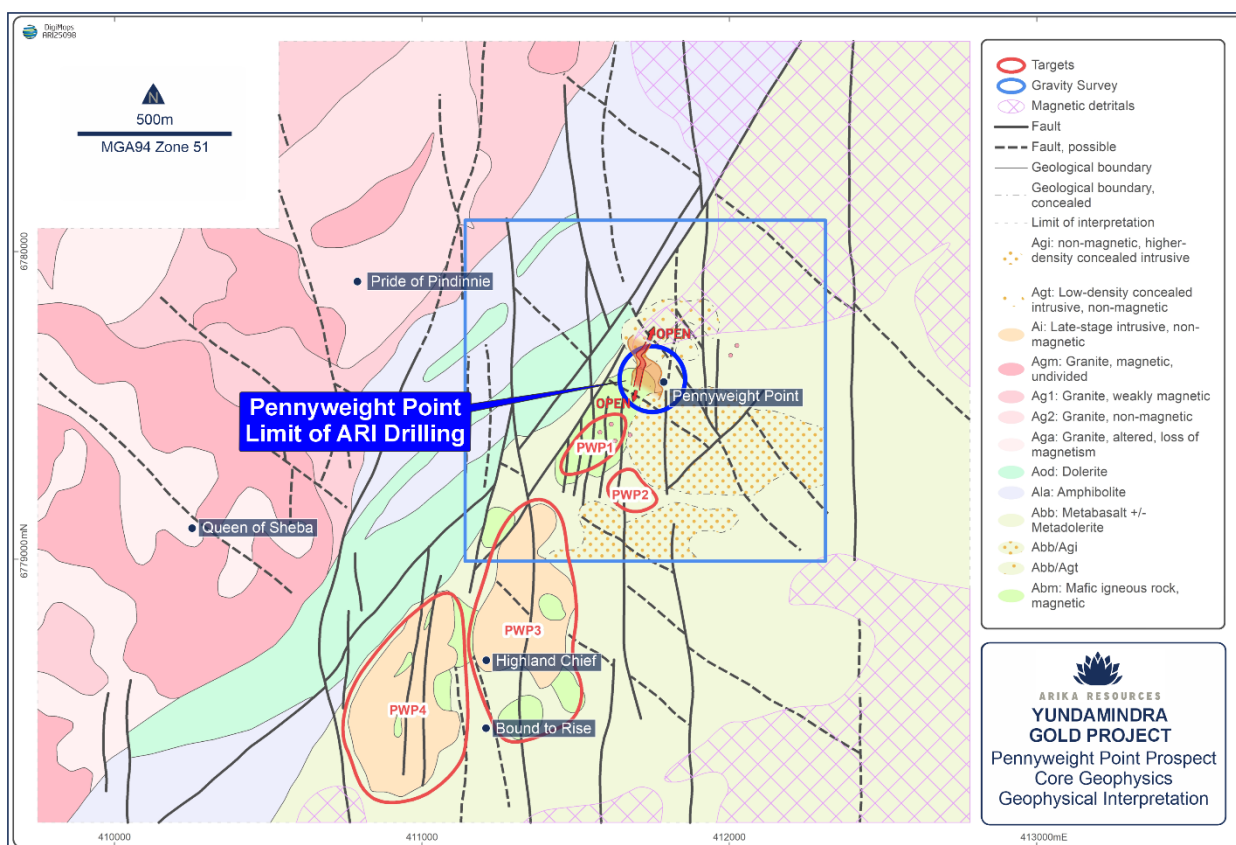 DigiMaps
ARI25098
N
500m
MGA94 Zone 51
6780000
6779000mN
410000
411000
412000
413000mE
Pride of Pindinnie
Queen of Sheba
OPEN
Pennyweight Point
OPEN
Pennyweight Point
Limit of ARI Drilling
PWP1
PWP2
PWP3
Highland Chief
PWP4
Bound to Rise
Targets
Gravity Survey
Magnetic detritals
Fault
Fault, possible
Geological boundary
Geological boundary,
concealed
Limit of interpretation
Agi: non-magnetic, higher-
density concealed intrusive
Agt: Low-density concealed
intrusive, non-magnetic
Ai: Late-stage intrusive, non-
magnetic
Agm: Granite, magnetic,
undivided
Ag1: Granite, weakly magnetic
Ag2: Granite, non-magnetic
Aga: Granite, altered, loss of
magnetism
Aod: Dolerite
Ala: Amphibolite
Abb: Metabasalt +/-
Metadolerite
Abb/Agi
Abb/Agt
Abm: Mafic igneous rock,
magnetic
ARIKA RESOURCES
YUNDAMINDRA
GOLD PROJECT
Pennyweight Point Prospect
Core Geophysics
Geophysical Interpretation